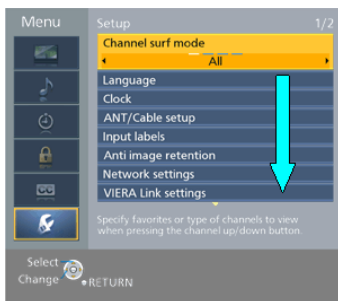 Menu
Setup 1/2
Channel surf mode
All
Language
Clock
ANT/Cable setup
Input labels
Anti image retention
Network settings
VIERA Link settings
Specify favorites or type of channels to view
when pressing the channel up/down button.
Select
Change
RETURN